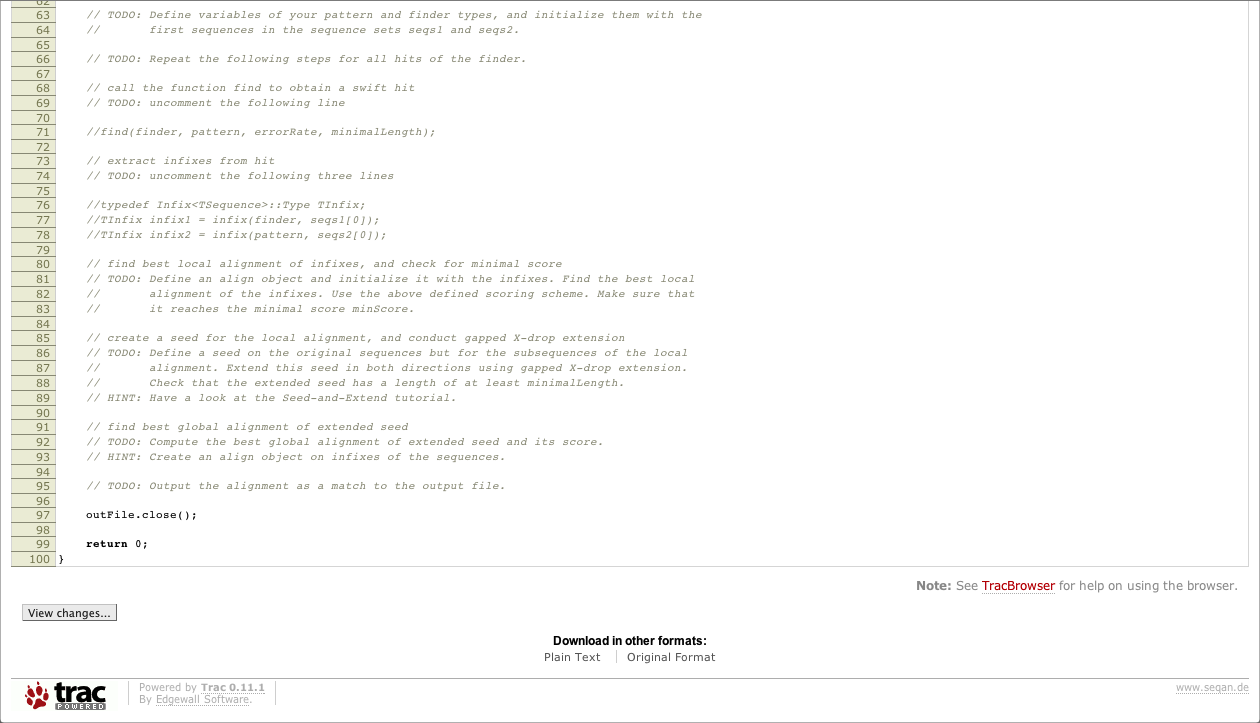 62
63 // TODO: Define variables of your pattern and finder types, and initialize them with the
64 // first sequences in the sequence sets seqs1 and seqs2.
65
66 // TODO: Repeat the following steps for all hits of the finder.
67
68 // call the function find to obtain a swift hit
69 // TODO: uncomment the following line
70
71 //find(finder, pattern, errorRate, minimalLength);
72
73 // extract infixes from hit
74 // TODO: uncomment the following three lines
75
76 //typedef Infix<TSequence>::Type TInfix;
77 //TInfix infix1 = infix(finder, seqs1[0]);
78 //TInfix infix2 = infix(pattern, seqs2[0]);
79
80 // find best local alignment of infixes, and check for minimal score
81 // TODO: Define an align object and initialize it with the infixes. Find the best local
82 // alignment of the infixes. Use the above defined scoring scheme. Make sure that
83 // it reaches the minimal score minScore.
84
85 // create a seed for the local alignment, and conduct gapped X-drop extension
86 // TODO: Define a seed on the original sequences but for the subsequences of the local
87 // alignment. Extend this seed in both directions using gapped X-drop extension.
88 // Check that the extended seed has a length of at least minimalLength.
89 // HINT: Have a look at the Seed-and-Extend tutorial.
90
91 // find best global alignment of extended seed
92 // TODO: Compute the best global alignment of extended seed and its score.
93 // HINT: Create an align object on infixes of the sequences.
94
95 // TODO: Output the alignment as a match to the output file.
96
97 outFile.close();
98
99 return 0;
100 }
Note: See TracBrowser for help on using the browser.
View changes...
Download in other formats:
Plain Text
Original Format
trac
POWERED
Powered by Trac 0.11.1
By Edgewall Software.
www.seqan.de